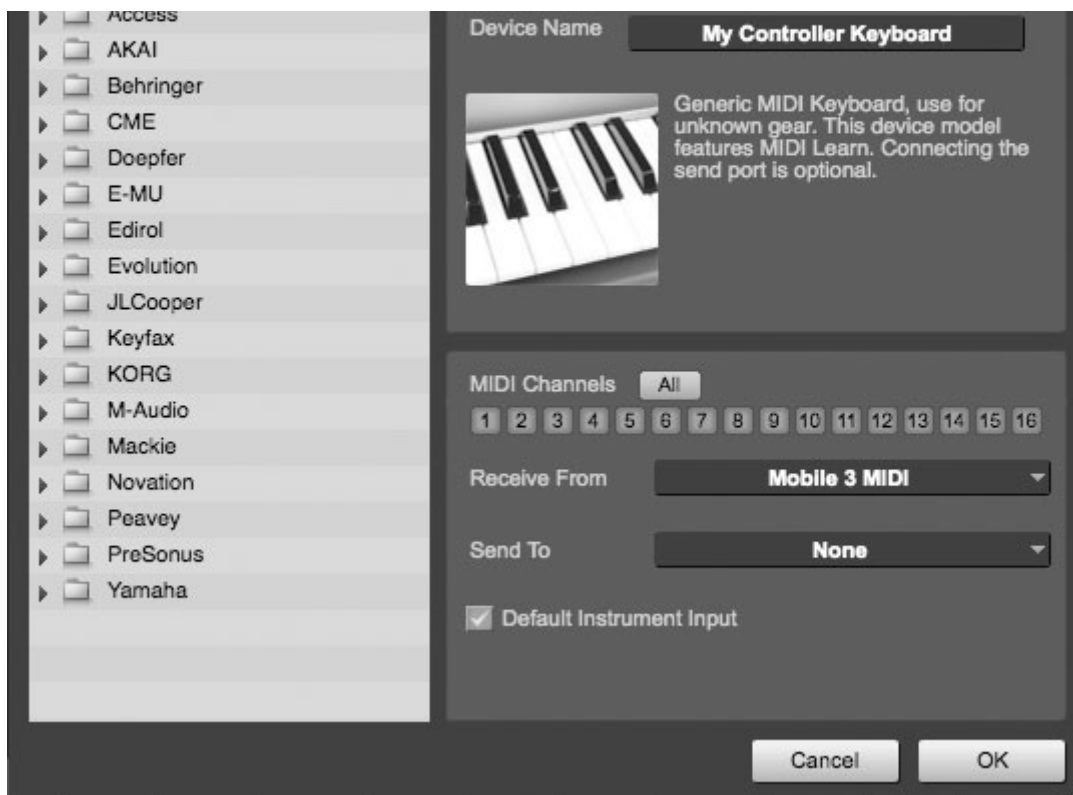 Access
AKAI
Behringer
CME
Doepfer
E-MU
Edirol
Evolution
JLCooper
Keyfax
KORG
M-Audio
Mackie
Novation
Peavey
PreSonus
Yamaha
Device Name My Controller Keyboard
Generic MIDI Keyboard, use for
unknown gear. This device model
features MIDI Learn. Connecting the
send port is optional.
MIDI Channels All
1 2 3 4 5 6 7 8 9 10 11 12 13 14 15 16
Receive From Mobile 3 MIDI
Send To None
Default Instrument Input
Cancel OK